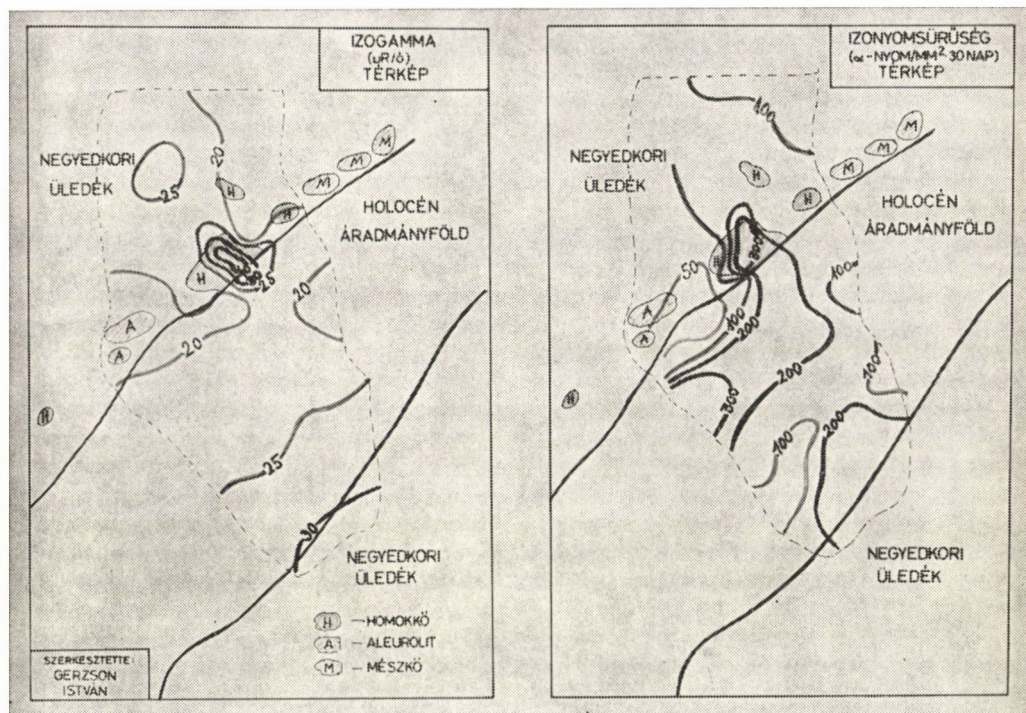 IZOGAMMA
(µR/ó)
TÉRKÉP
NEGYEDKORI
ÜLEDÉK
HOLOCÉN
ÁRADMÁNYFÖLD
20
25
H
M
M
M
H
H
25
20
A
A
20
H
25
30
NEGYEDKORI
ÜLEDÉK
H – HOMOKKŐ
A – ALEUROLIT
M – MÉSZKŐ
SZERKESZTETTE:
GERZSON
ISTVÁN
IZONYOMSŰRŰSÉG
(α-NYOM/MM² 30 NAP)
TÉRKÉP
100
NEGYEDKORI
ÜLEDÉK
HOLOCÉN
ÁRADMÁNYFÖLD
M
M
M
H
H
H
300
50
100
A
A
100
200
200
100
300
H
100
200
NEGYEDKORI
ÜLEDÉK